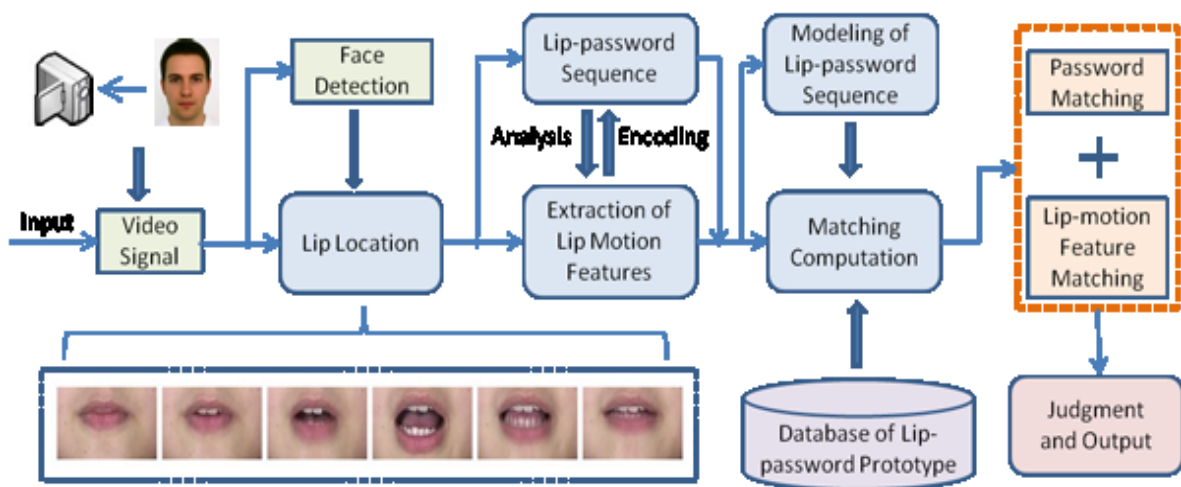 Input
Video
Signal
Face
Detection
Lip Location
Lip-password
Sequence
Analysis
Encoding
Extraction of
Lip Motion
Features
Modeling of
Lip-password
Sequence
Matching
Computation
Database of Lip-
password Prototype
Password
Matching
+
Lip-motion
Feature
Matching
Judgment
and Output